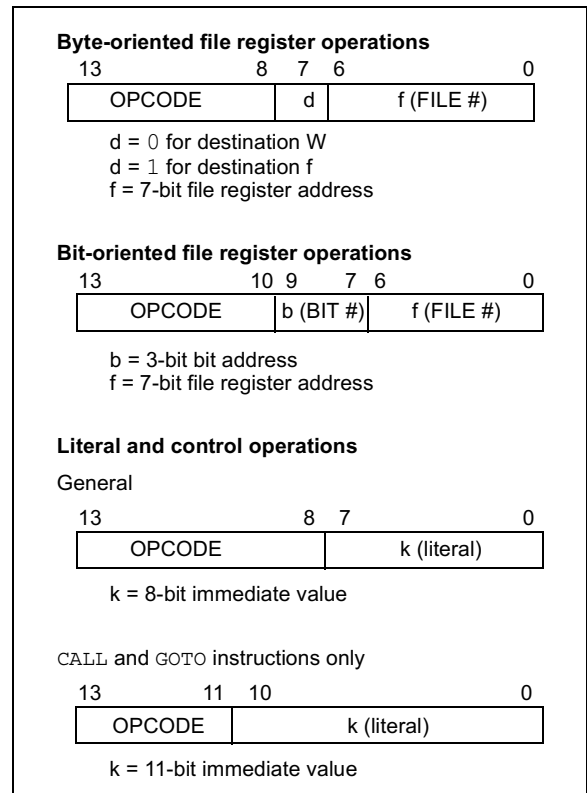 Byte-oriented file register operations
13 8 7 6 0
OPCODE d f (FILE #)
d = 0 for destination W
d = 1 for destination f
f = 7-bit file register address
Bit-oriented file register operations
13 10 9 7 6 0
OPCODE b (BIT #) f (FILE #)
b = 3-bit bit address
f = 7-bit file register address
Literal and control operations
General
13 8 7 0
OPCODE k (literal)
k = 8-bit immediate value
CALL and GOTO instructions only
13 11 10 0
OPCODE k (literal)
k = 11-bit immediate value